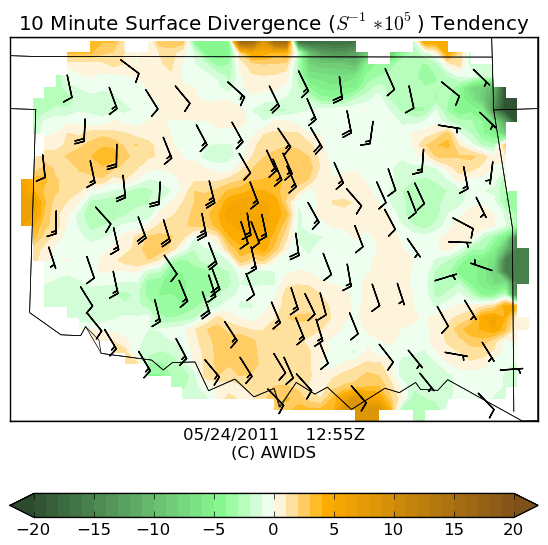 10 Minute Surface Divergence (S⁻¹ *10⁵ ) Tendency
05/24/2011 12:55Z
(C) AWIDS
−20 −15 −10 −5 0 5 10 15 20